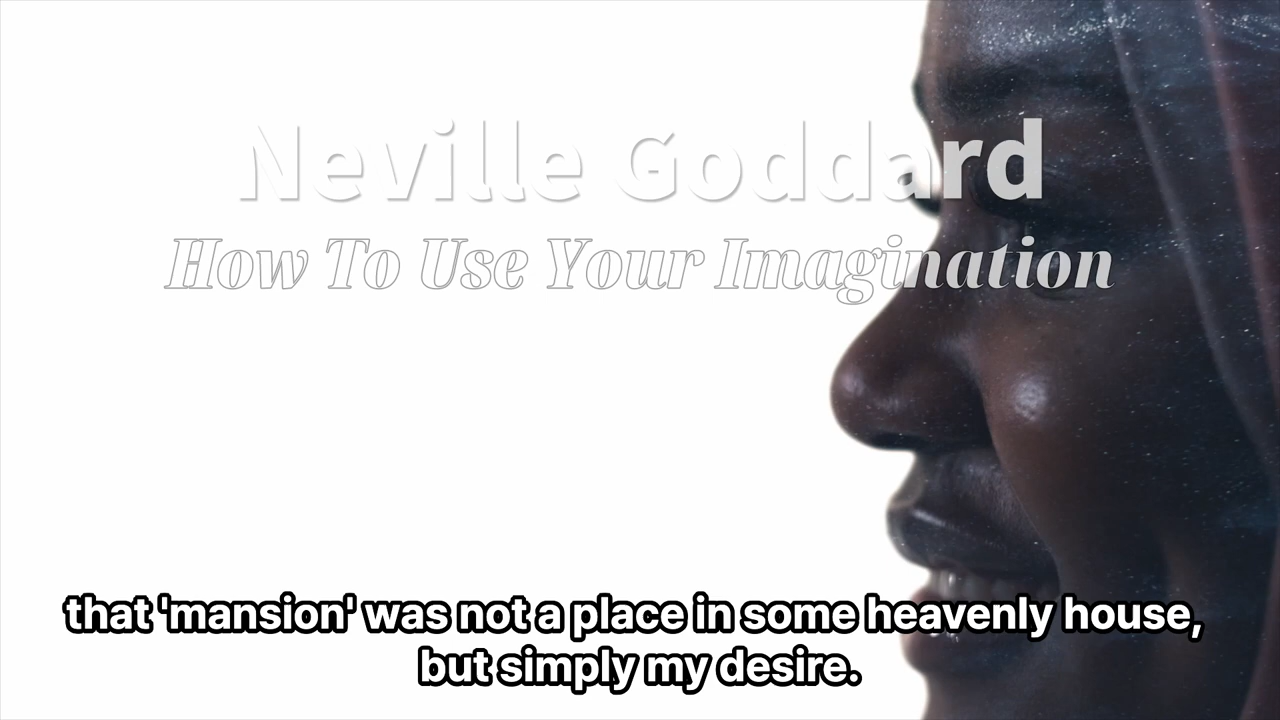 Neville Goddard
How To Use Your Imagination
that 'mansion' was not a place in some heavenly house,
but simply my desire.